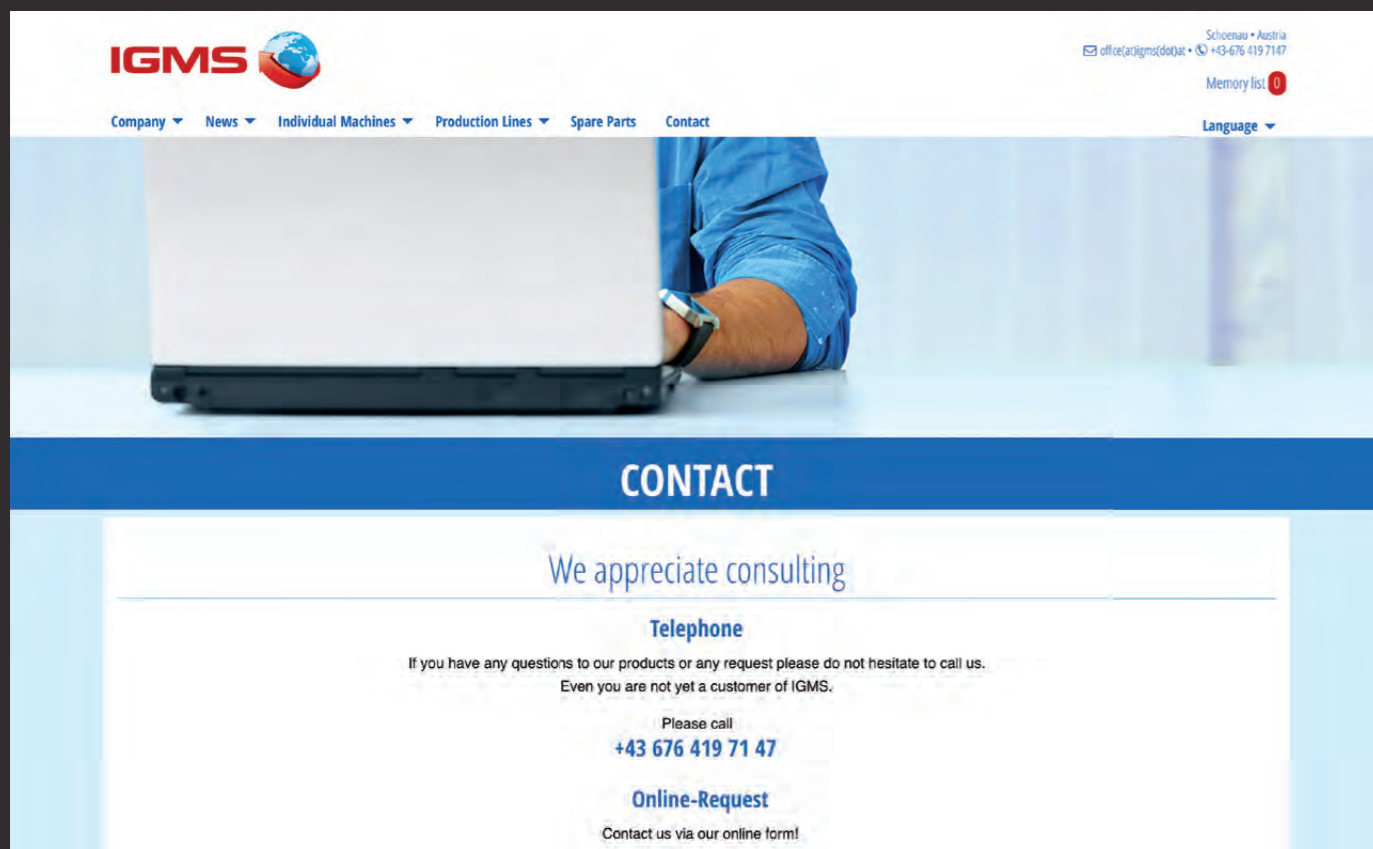 IGMS
Schoenau • Austria
office(at)igms(dot)at • +43-676 419 7147
Memory list 0
Company News Individual Machines Production Lines Spare Parts Contact
Language
CONTACT
We appreciate consulting
Telephone
If you have any questions to our products or any request please do not hesitate to call us.
Even you are not yet a customer of IGMS.
Please call
+43 676 419 71 47
Online-Request
Contact us via our online form!